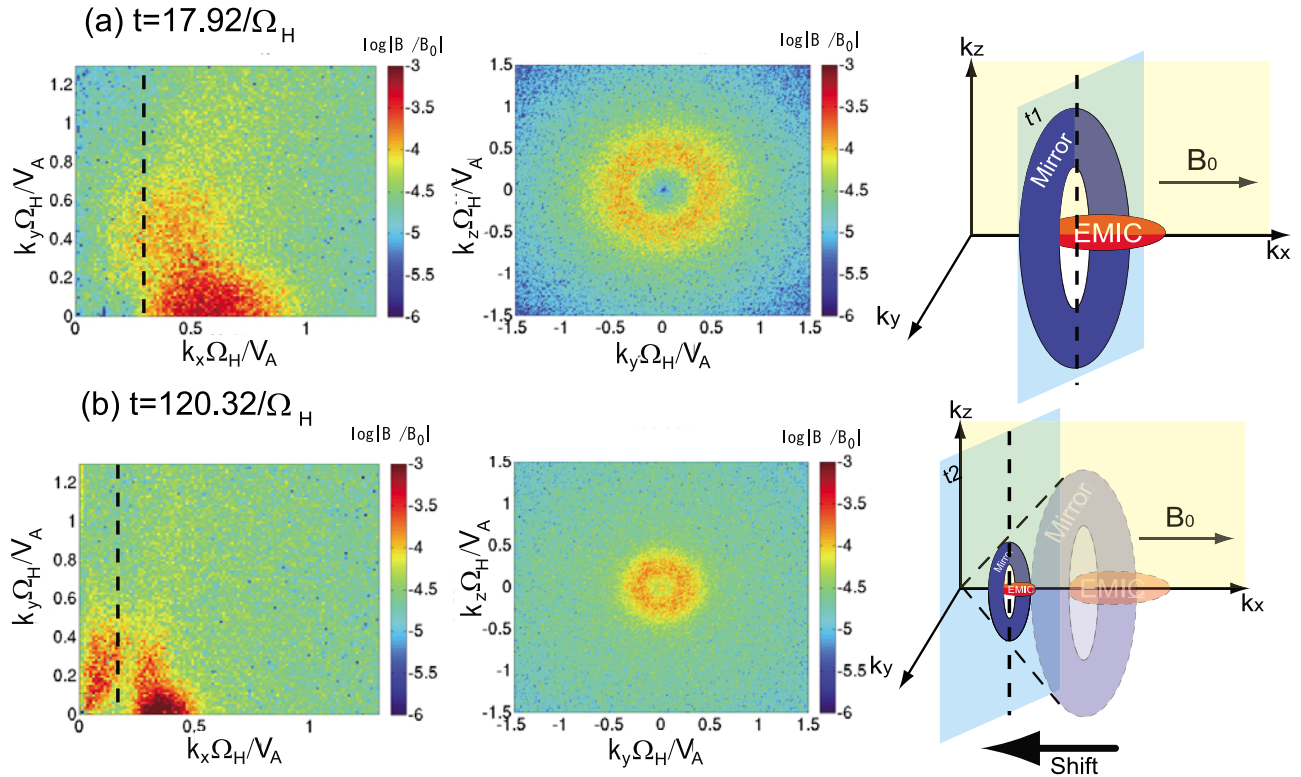 (a) t=17.92/Ω_H
log|B /B₀|
1.2
1
0.8
0.6
0.4
0.2
0
0
0.5
1
k_yΩ_H/V_A
k_xΩ_H/V_A
-3
-3.5
-4
-4.5
-5
-5.5
-6
log|B /B₀|
1.5
1
0.5
0
-0.5
-1
-1.5
-1.5
-1
-0.5
0
0.5
1
1.5
k_zΩ_H/V_A
k_yΩ_H/V_A
-3
-3.5
-4
-4.5
-5
-5.5
-6
k_z
t1
Mirror
B₀
EMIC
k_x
k_y
(b) t=120.32/Ω_H
log|B /B₀|
1.2
1
0.8
0.6
0.4
0.2
0
0
0.5
1
k_yΩ_H/V_A
k_xΩ_H/V_A
-3
-3.5
-4
-4.5
-5
-5.5
-6
log|B /B₀|
1.5
1
0.5
0
-0.5
-1
-1.5
-1.5
-1
-0.5
0
0.5
1
1.5
k_zΩ_H/V_A
k_yΩ_H/V_A
-3
-3.5
-4
-4.5
-5
-5.5
-6
k_z
t2
Mirror
Mirror
B₀
EMIC
EMIC
k_x
k_y
Shift